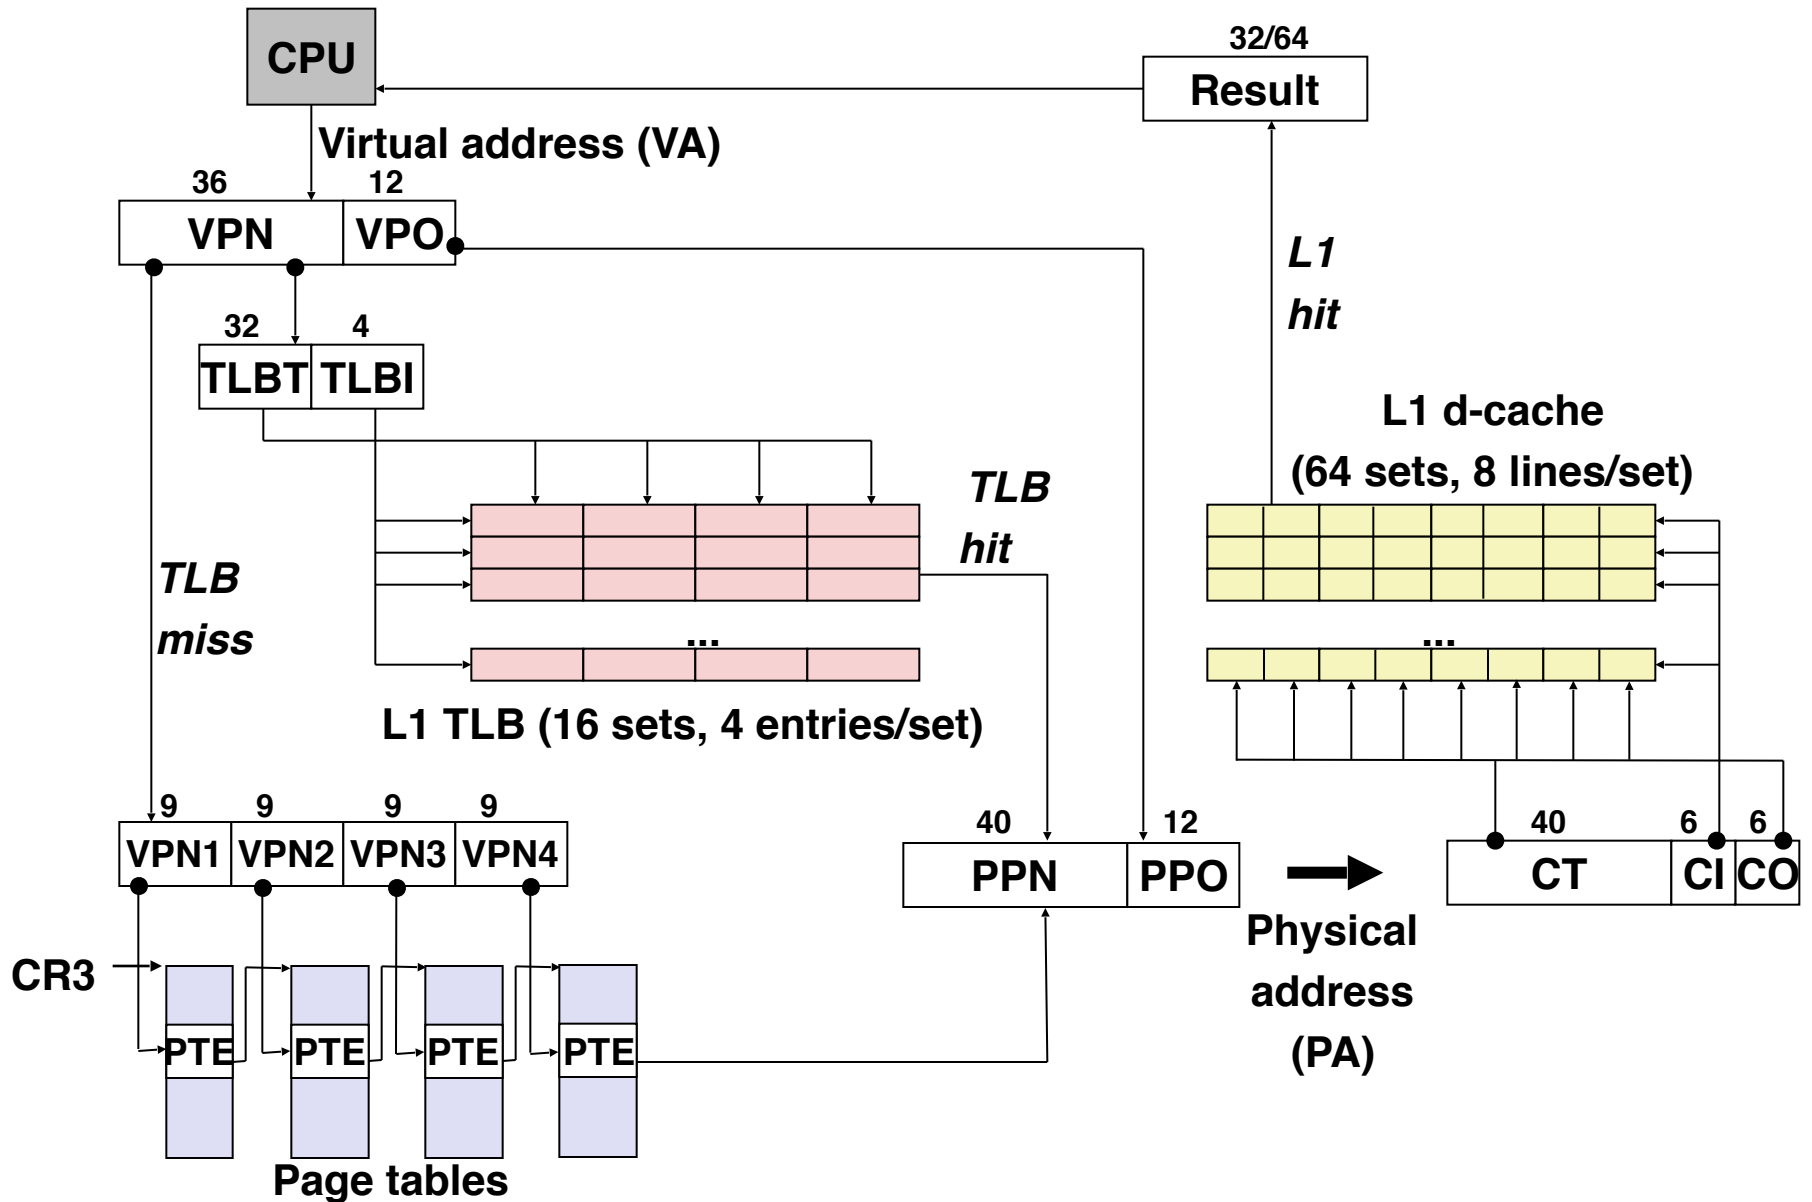 CPU
32/64
Result
Virtual address (VA)
36
12
VPN
VPO
L1
hit
32
4
TLBT
TLBI
L1 d-cache
(64 sets, 8 lines/set)
TLB
hit
TLB
miss
...
...
L1 TLB (16 sets, 4 entries/set)
9
9
9
9
VPN1
VPN2
VPN3
VPN4
40
12
PPN
PPO
40
6
6
CT
CI
CO
Physical
address
(PA)
CR3
PTE
PTE
PTE
PTE
Page tables